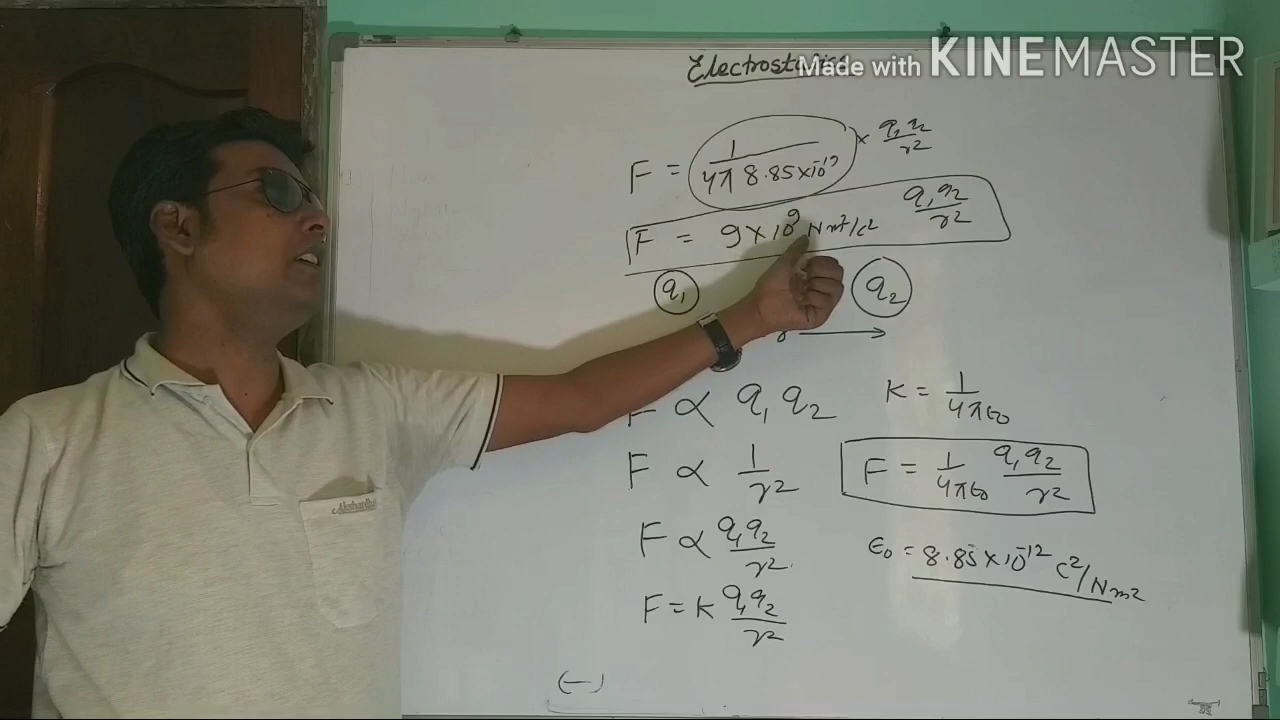 Electrostatics
Made with KINEMASTER
F = 1/4π 8.85×10⁻¹² × q₁q₂/r²
F = 9×10⁹ Nm²/c² q₁q₂/r²
q₁ q₂
r →
F ∝ q₁q₂
K = 1/4πϵ₀
F ∝ 1/r²
F = 1/4πϵ₀ q₁q₂/r²
F ∝ q₁q₂/r²
ϵ₀ = 8.85×10⁻¹² C²/Nm²
F = K q₁q₂/r²
(—)